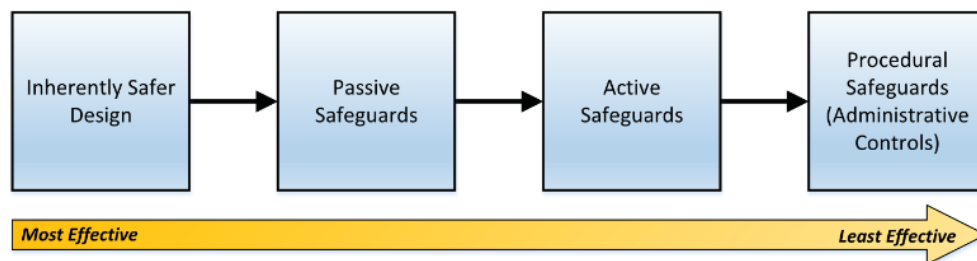 Inherently Safer
Design
Passive
Safeguards
Active
Safeguards
Procedural
Safeguards
(Administrative
Controls)
Most Effective
Least Effective